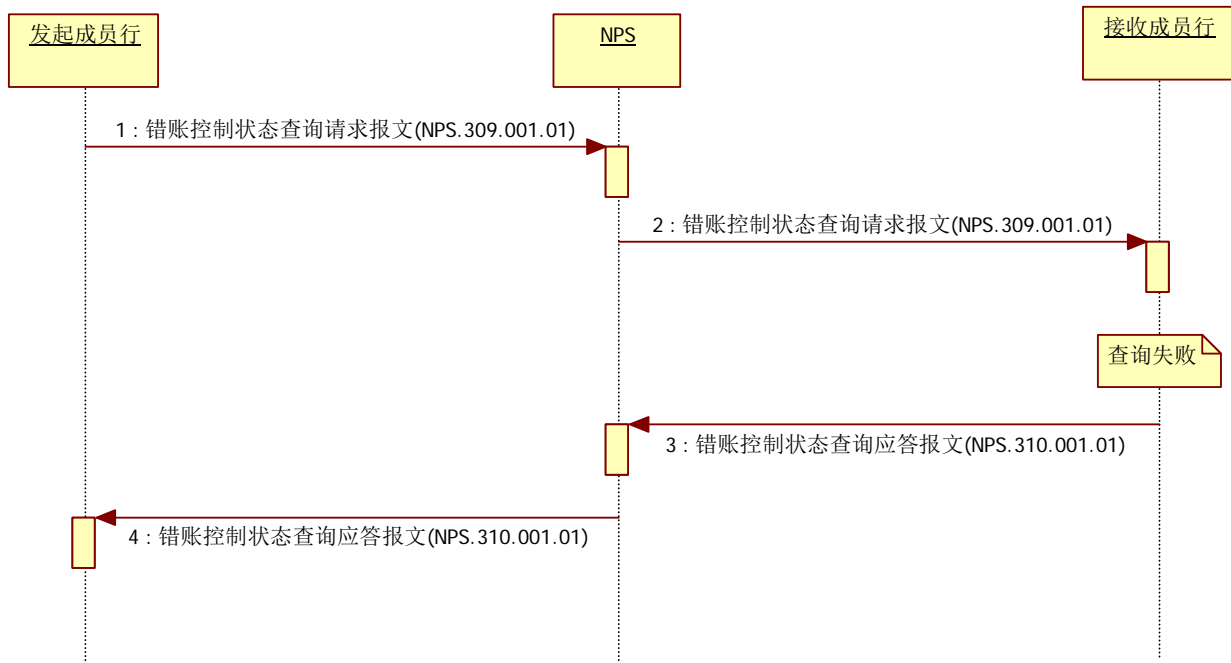 发起成员行
NPS
接收成员行
1 : 错账控制状态查询请求报文(NPS.309.001.01)
2 : 错账控制状态查询请求报文(NPS.309.001.01)
查询失败
3 : 错账控制状态查询应答报文(NPS.310.001.01)
4 : 错账控制状态查询应答报文(NPS.310.001.01)